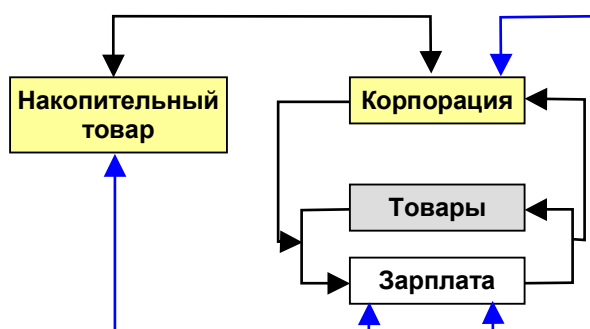 Накопительный
товар
Корпорация
Товары
Зарплата